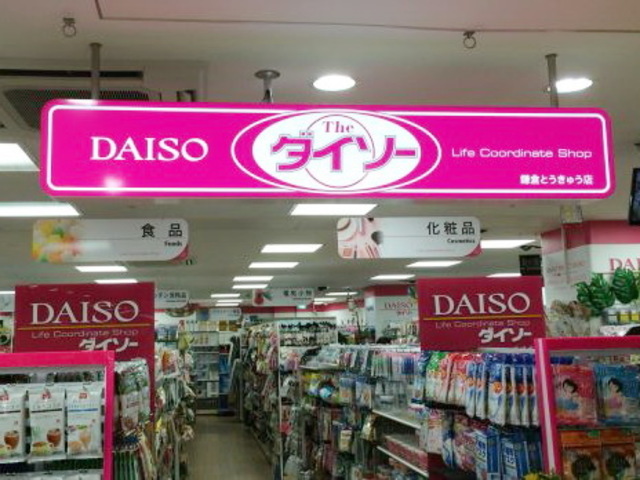 The
DAISO ダイソー Life Coordinate Shop
鎌倉とうきゅう店
食品
Foods
化粧品
Cosmetics
DAISO
Life Coordinate Shop
ダイソー
DAISO
Life Coordinate Shop
ダイソー